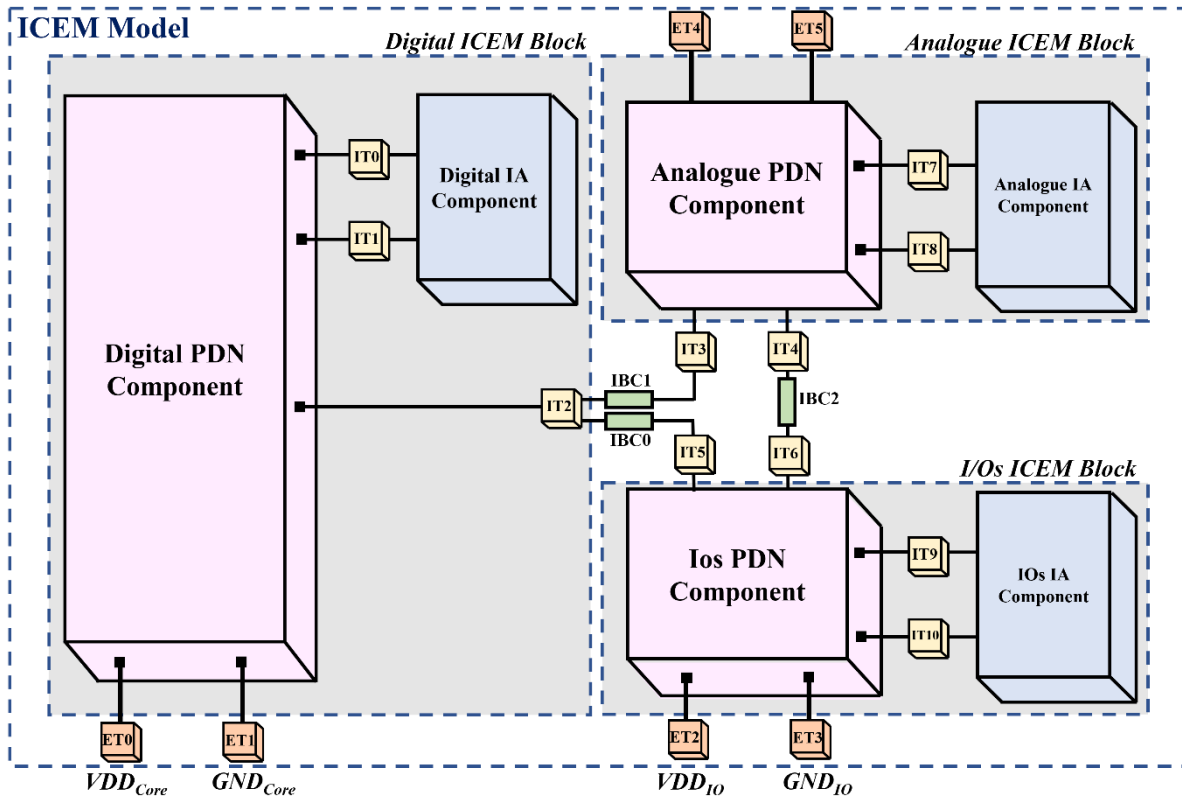 ICEM Model
Digital ICEM Block
ET4
ET5
Analogue ICEM Block
IT0
Digital IA
Component
IT1
Analogue PDN
Component
IT7
Analogue IA
Component
IT8
Digital PDN
Component
IT3
IT4
IBC1
IT2
IBC2
IBC0
IT5
IT6
I/Os ICEM Block
Ios PDN
Component
IT9
IOs IA
Component
IT10
ET0
ET1
ET2
ET3
VDDCore
GNDCore
VDDIO
GNDIO